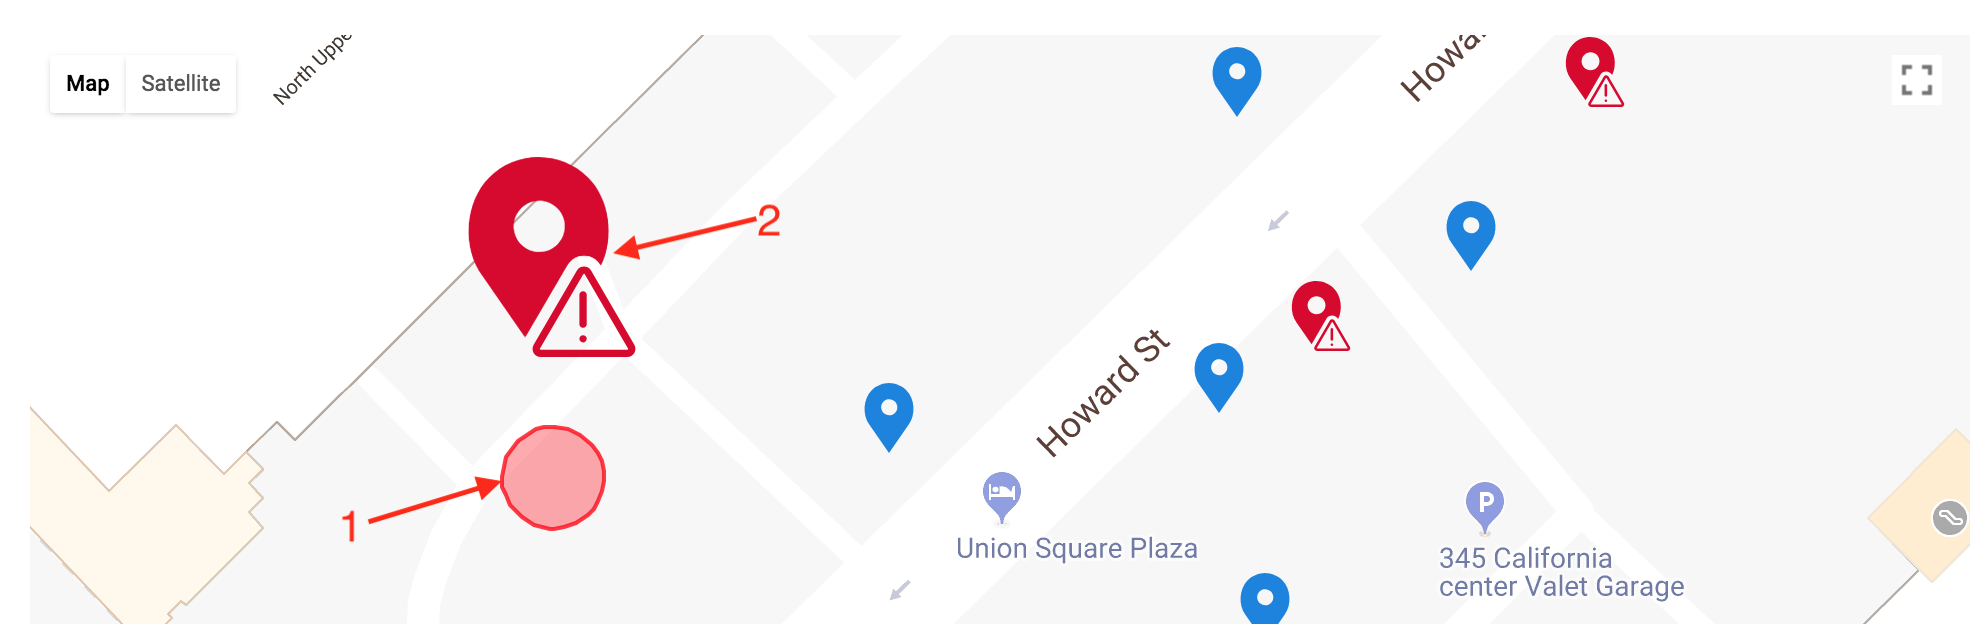 Map
Satellite
North Uppe
Howa
2
Howard St
1
Union Square Plaza
P
345 California
center Valet Garage